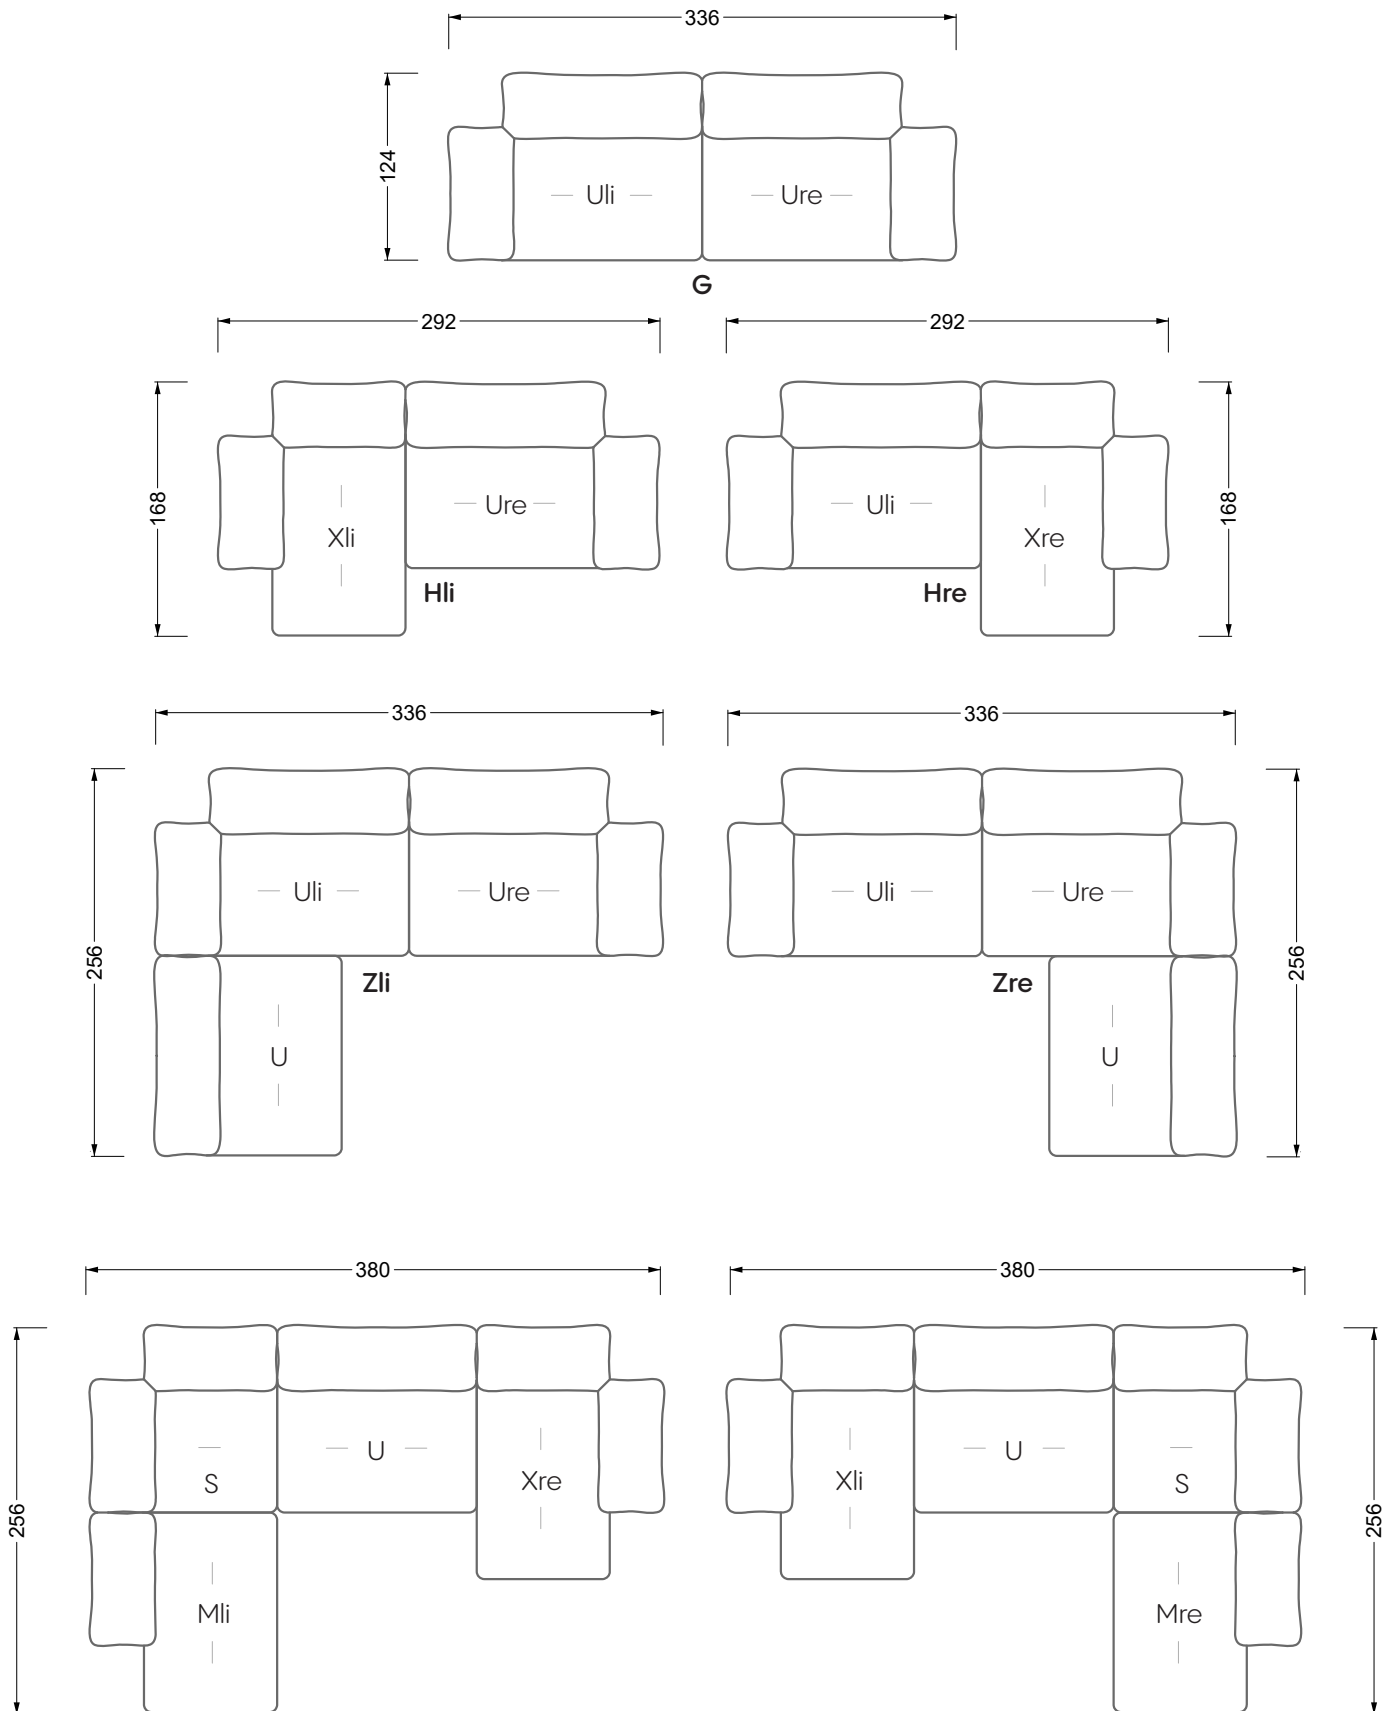 336
124
Uli Ure
G
292 292
168 Xli Ure Uli Xre 168
Hli Hre
336 336
Uli Ure Uli Ure
256 Zli Zre 256
U U
380 380
S U Xre Xli U S
256 256
Mli Mre